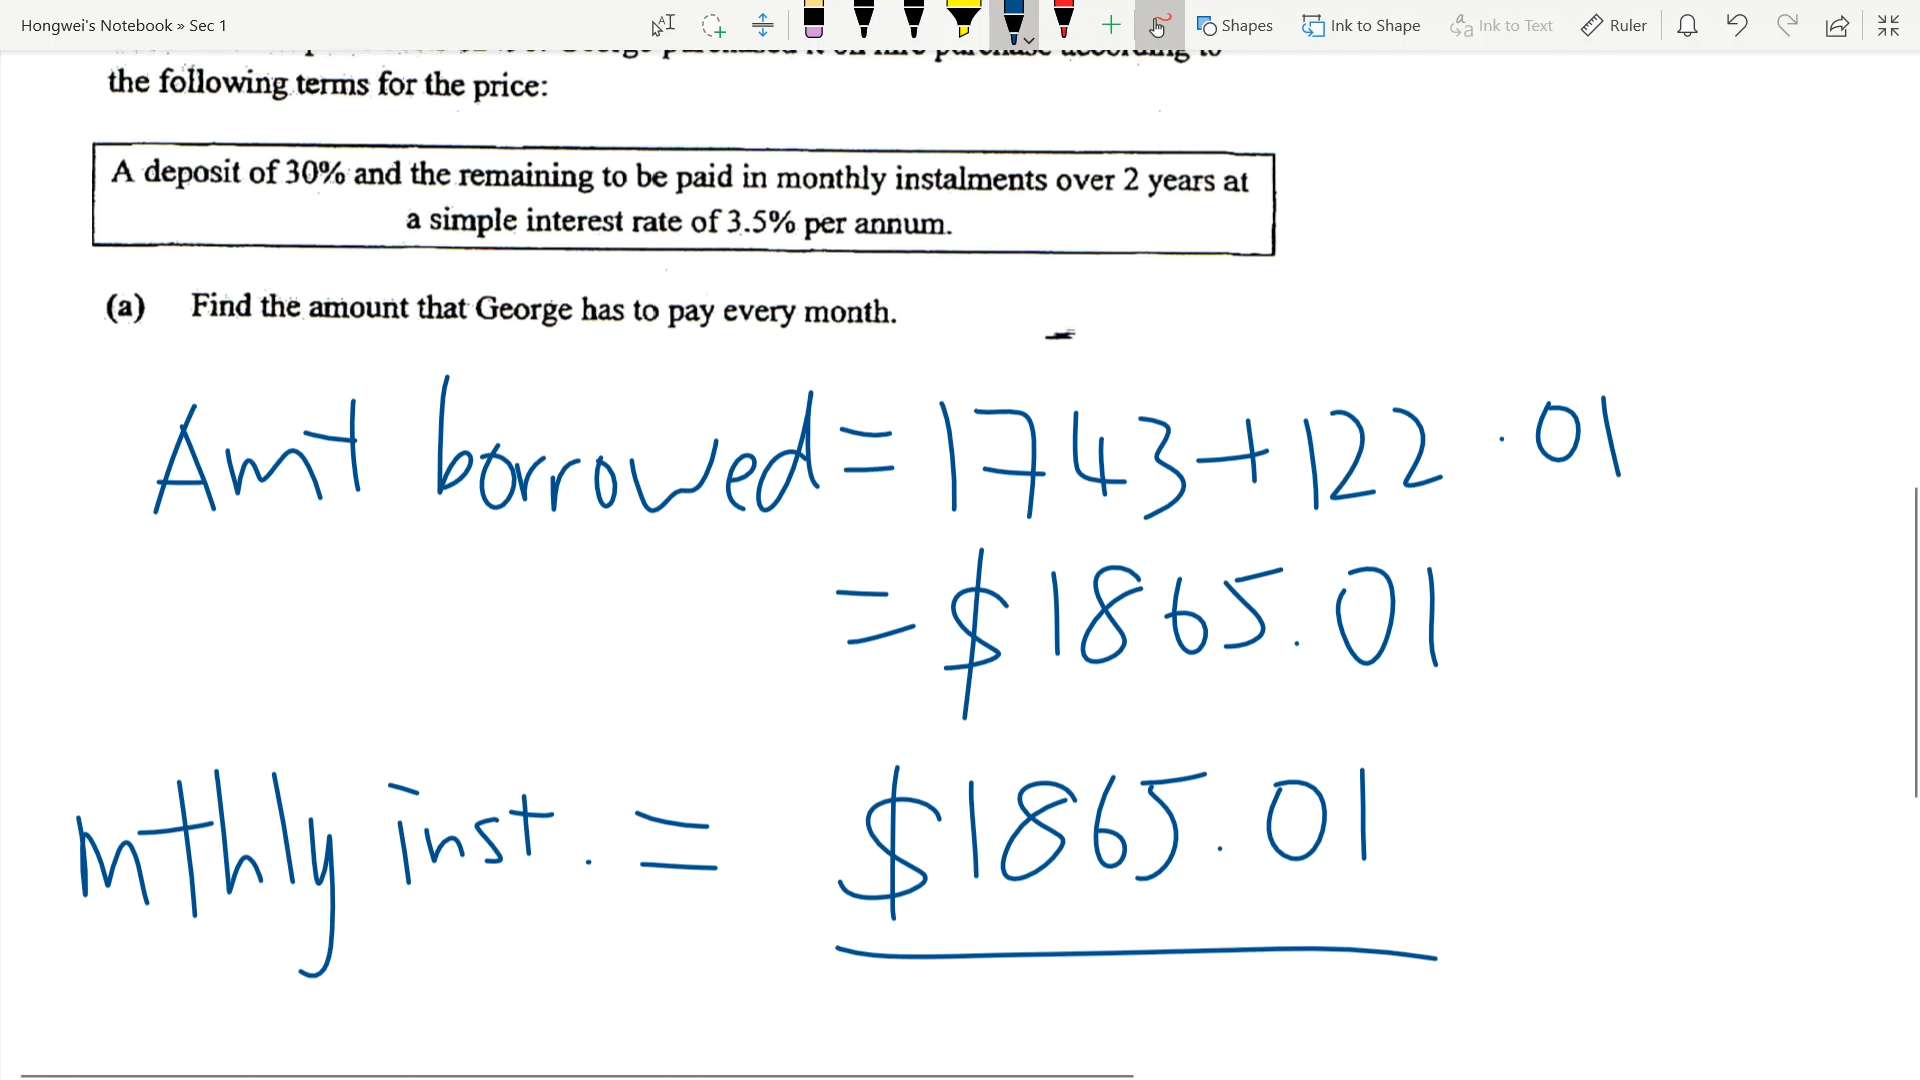 Hongwei's Notebook » Sec 1
Shapes
Ink to Shape
Ink to Text
Ruler
purchase according to
the following terms for the price:
A deposit of 30% and the remaining to be paid in monthly instalments over 2 years at
a simple interest rate of 3.5% per annum.
(a) Find the amount that George has to pay every month.
Amt borrowed = 1743 + 122.01
= $1865.01
mthly inst. = $1865.01